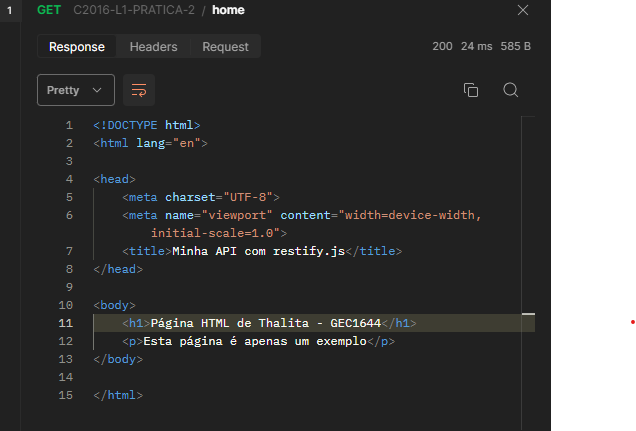 1 GET C2016-L1-PRATICA-2 / home
Response Headers Request 200 24 ms 585 B
Pretty
1 <!DOCTYPE html>
2 <html lang="en">
3
4 <head>
5 <meta charset="UTF-8">
6 <meta name="viewport" content="width=device-width,
initial-scale=1.0">
7 <title>Minha API com restify.js</title>
8 </head>
9
10 <body>
11 <h1>Página HTML de Thalita - GEC1644</h1>
12 <p>Esta página é apenas um exemplo</p>
13 </body>
14
15 </html>